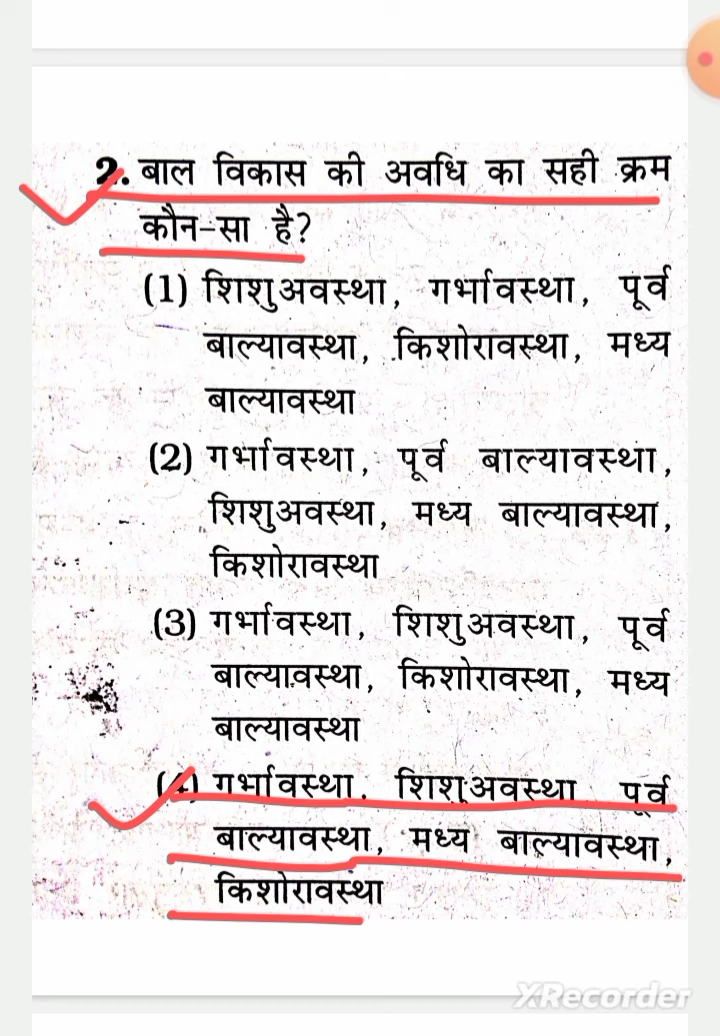 2. बाल विकास की अवधि का सही क्रम
कौन-सा है?
(1) शिशुअवस्था, गर्भावस्था, पूर्व
बाल्यावस्था, किशोरावस्था, मध्य
बाल्यावस्था
(2) गर्भावस्था, पूर्व बाल्यावस्था,
शिशुअवस्था, मध्य बाल्यावस्था,
किशोरावस्था
(3) गर्भावस्था, शिशुअवस्था, पूर्व
बाल्यावस्था, किशोरावस्था, मध्य
बाल्यावस्था
(4) गर्भावस्था, शिशुअवस्था पूर्व
बाल्यावस्था, मध्य बाल्यावस्था,
किशोरावस्था
XRecorder